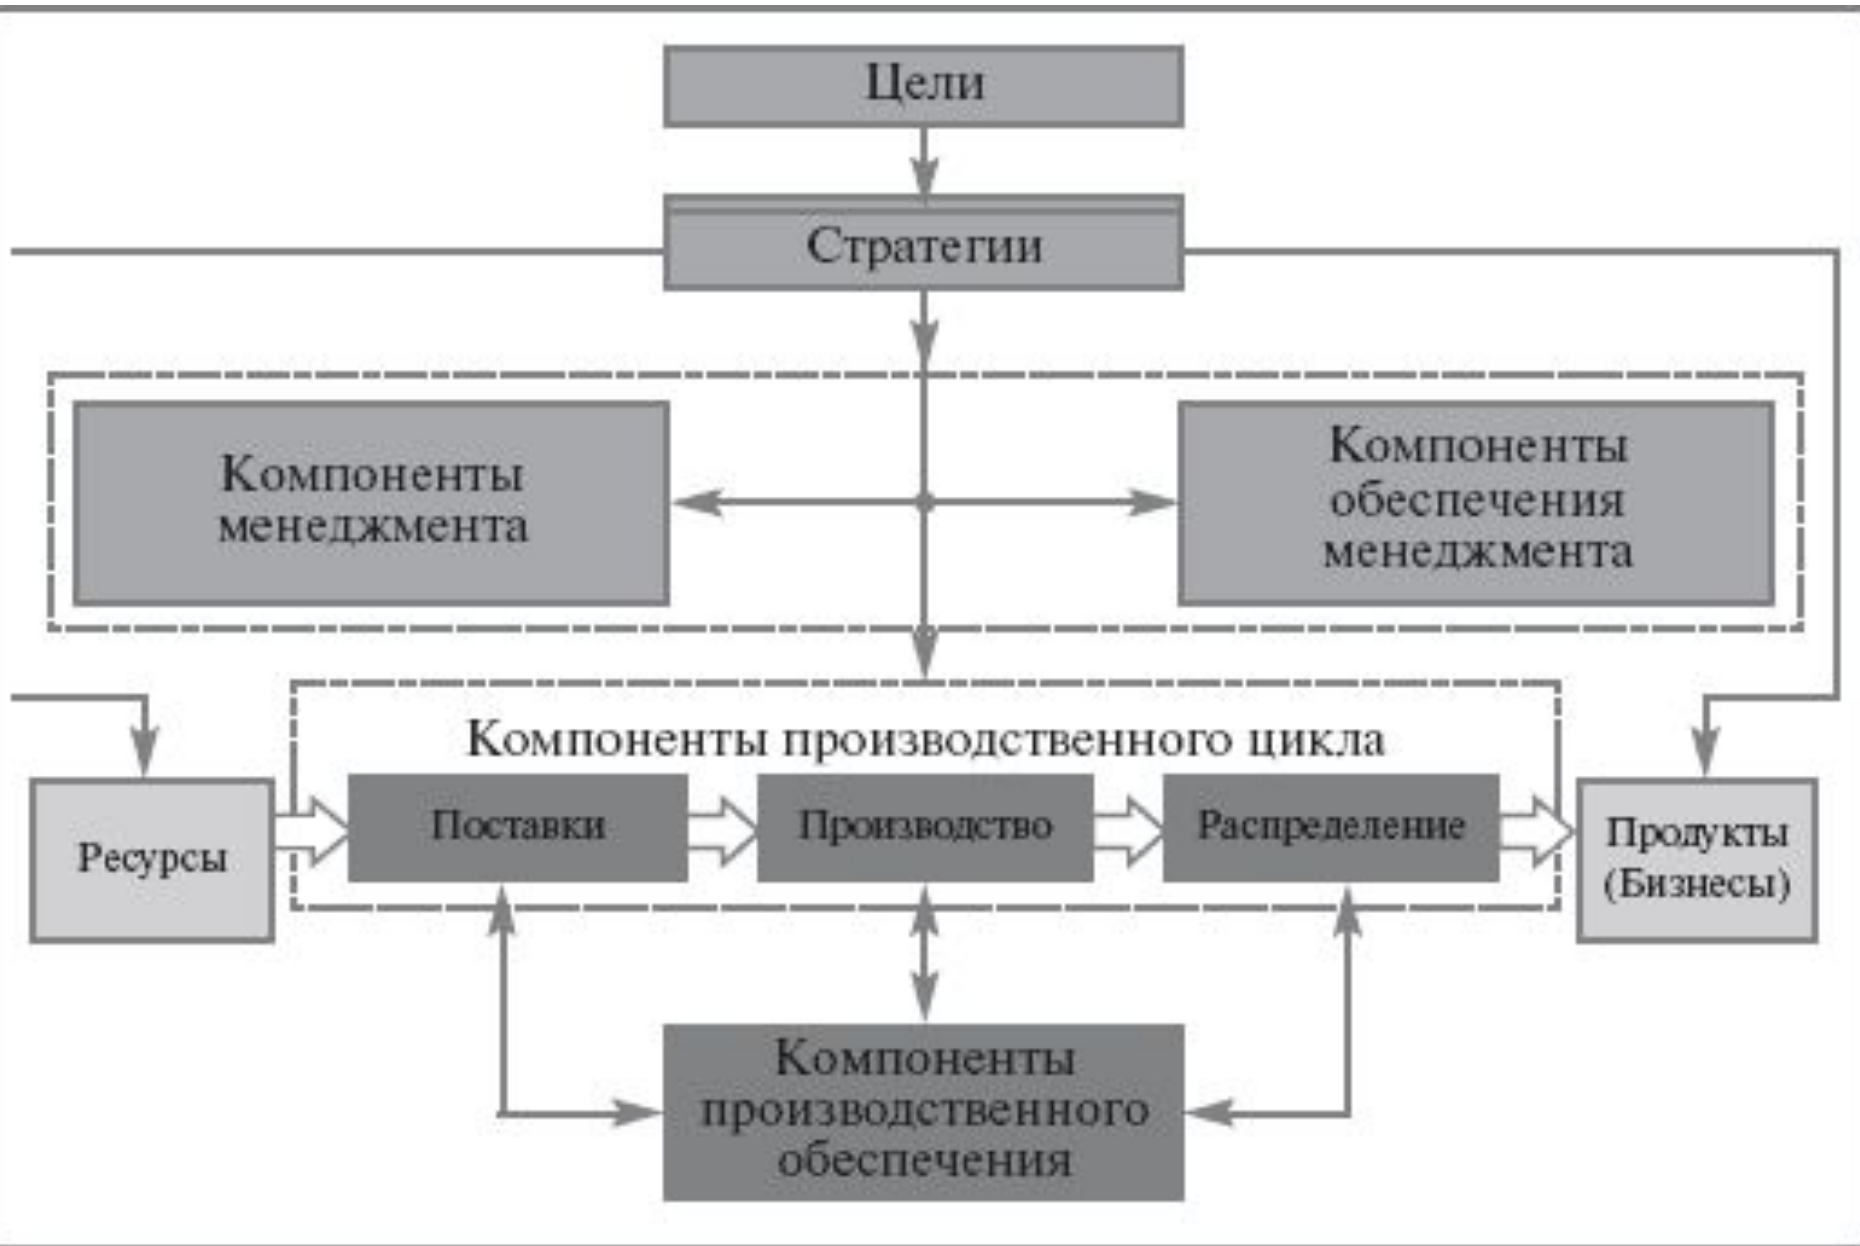 Цели
Стратегии
Компоненты
менеджмента
Компоненты
обеспечения
менеджмента
Компоненты производственного цикла
Ресурсы
Поставки
Производство
Распределение
Продукты
(Бизнесы)
Компоненты
производственного
обеспечения